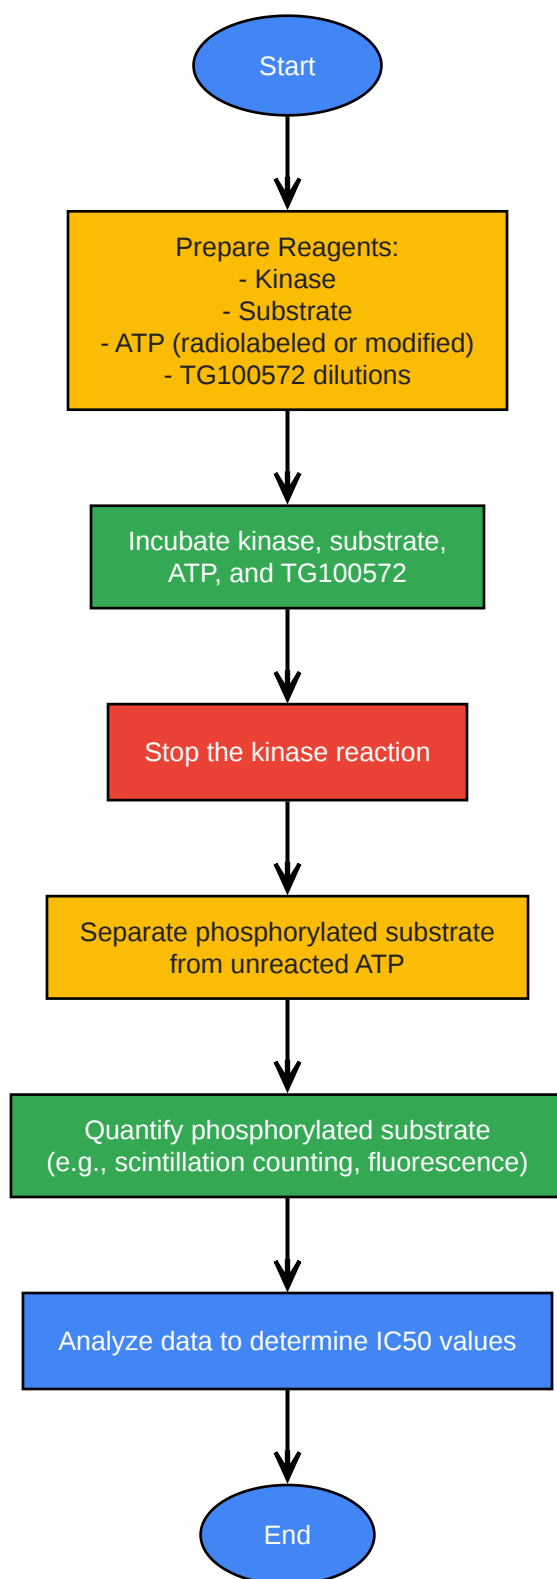 Start
Prepare Reagents:
- Kinase
- Substrate
- ATP (radiolabeled or modified)
- TG100572 dilutions
Incubate kinase, substrate,
ATP, and TG100572
Stop the kinase reaction
Separate phosphorylated substrate
from unreacted ATP
Quantify phosphorylated substrate
(e.g., scintillation counting, fluorescence)
Analyze data to determine IC50 values
End